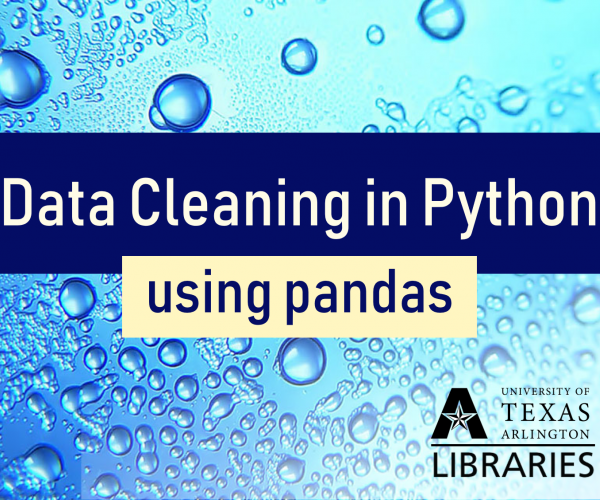 Data Cleaning in Python
using pandas
UNIVERSITY OF
TEXAS
ARLINGTON
LIBRARIES